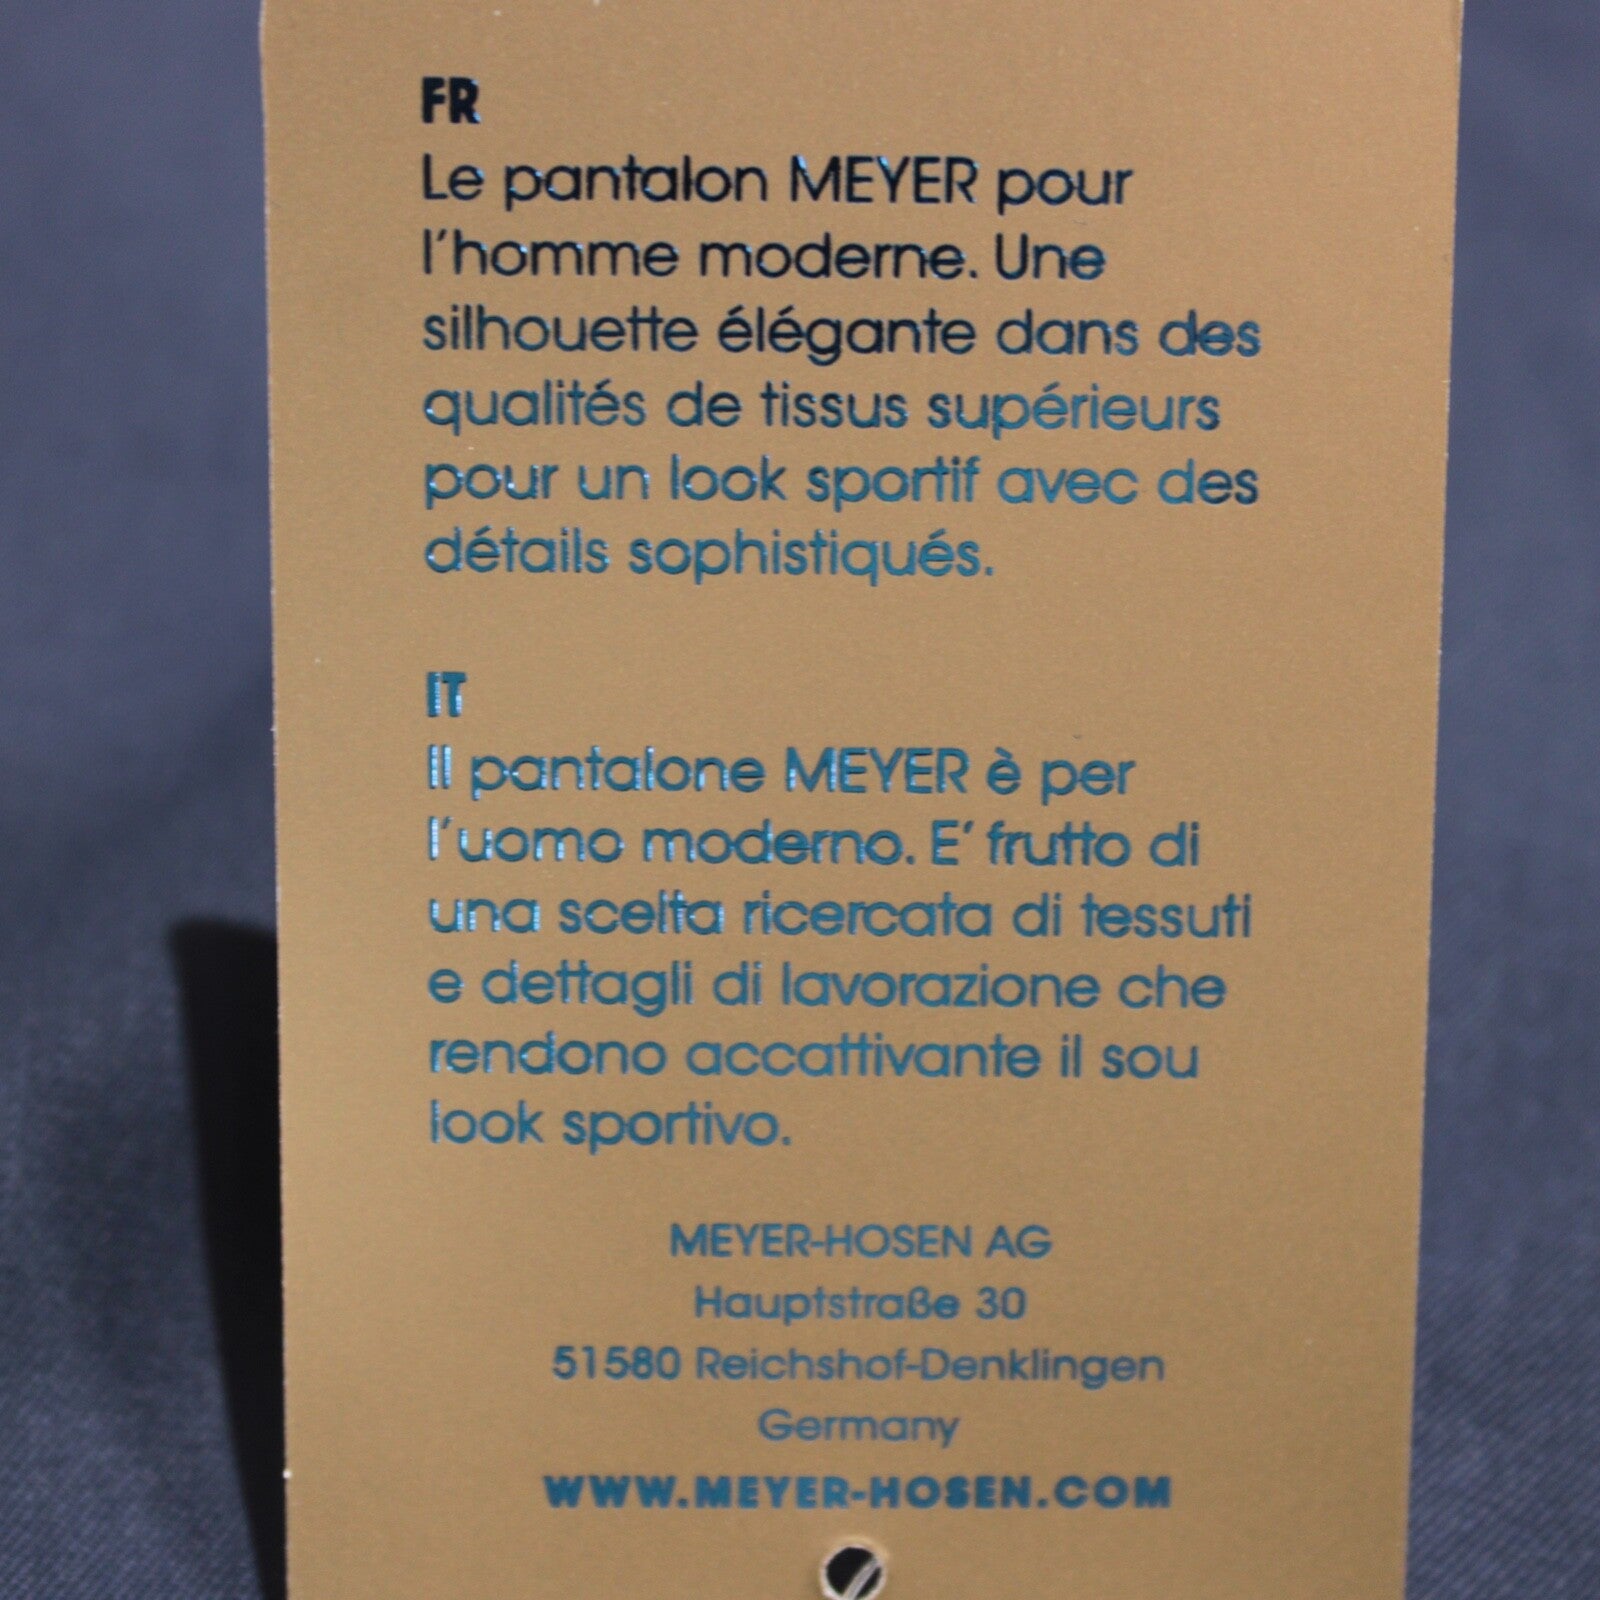 FR
Le pantalon MEYER pour
l'homme moderne. Une
silhouette élégante dans des
qualités de tissus supérieurs
pour un look sportif avec des
détails sophistiqués.
IT
Il pantalone MEYER è per
l'uomo moderno. E' frutto di
una scelta ricercata di tessuti
e dettagli di lavorazione che
rendono accattivante il sou
look sportivo.
MEYER-HOSEN AG
Hauptstraße 30
51580 Reichshof-Denklingen
Germany
WWW.MEYER-HOSEN.COM